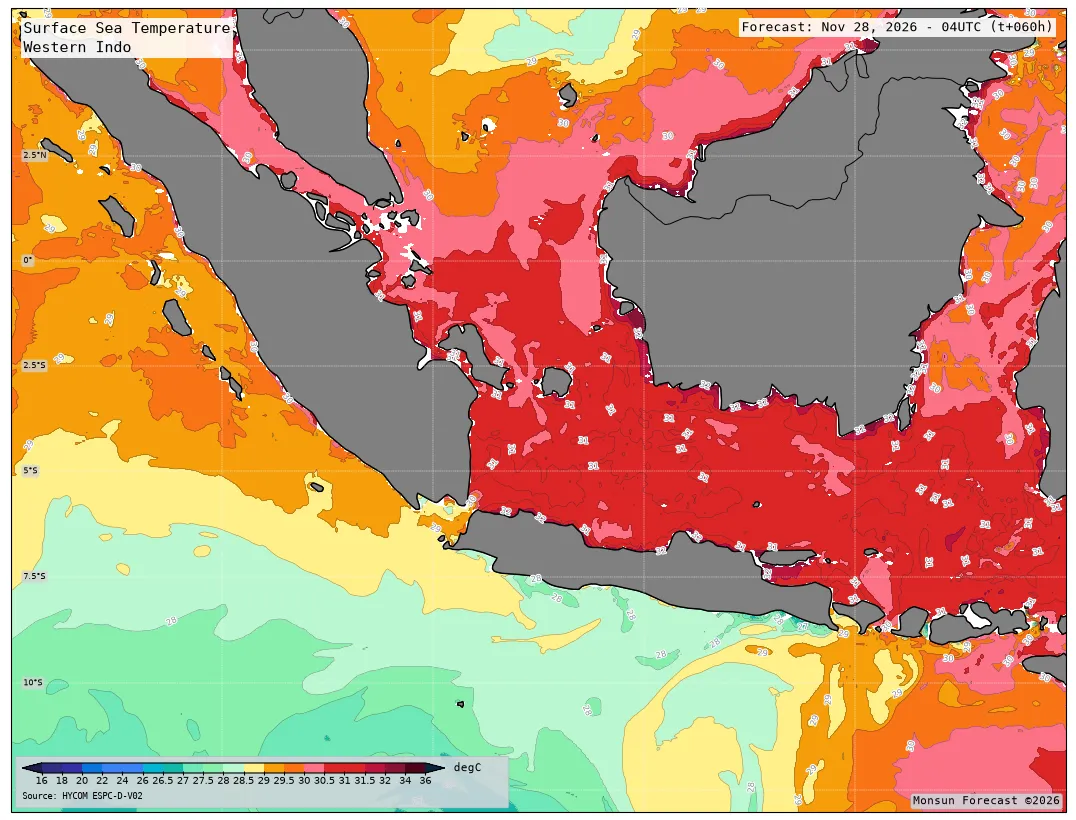 Surface Sea Temperature
Western Indo
Forecast: Nov 28, 2026 - 04UTC (t+060h)
2.5°N
0°
2.5°S
5°S
7.5°S
10°S
16 18 20 22 24 26 26.5 27 27.5 28 28.5 29 29.5 30 30.5 31 31.5 32 33 34 36 degC
Source: HYCOM ESPC-D-V02
Monsun Forecast ©2026